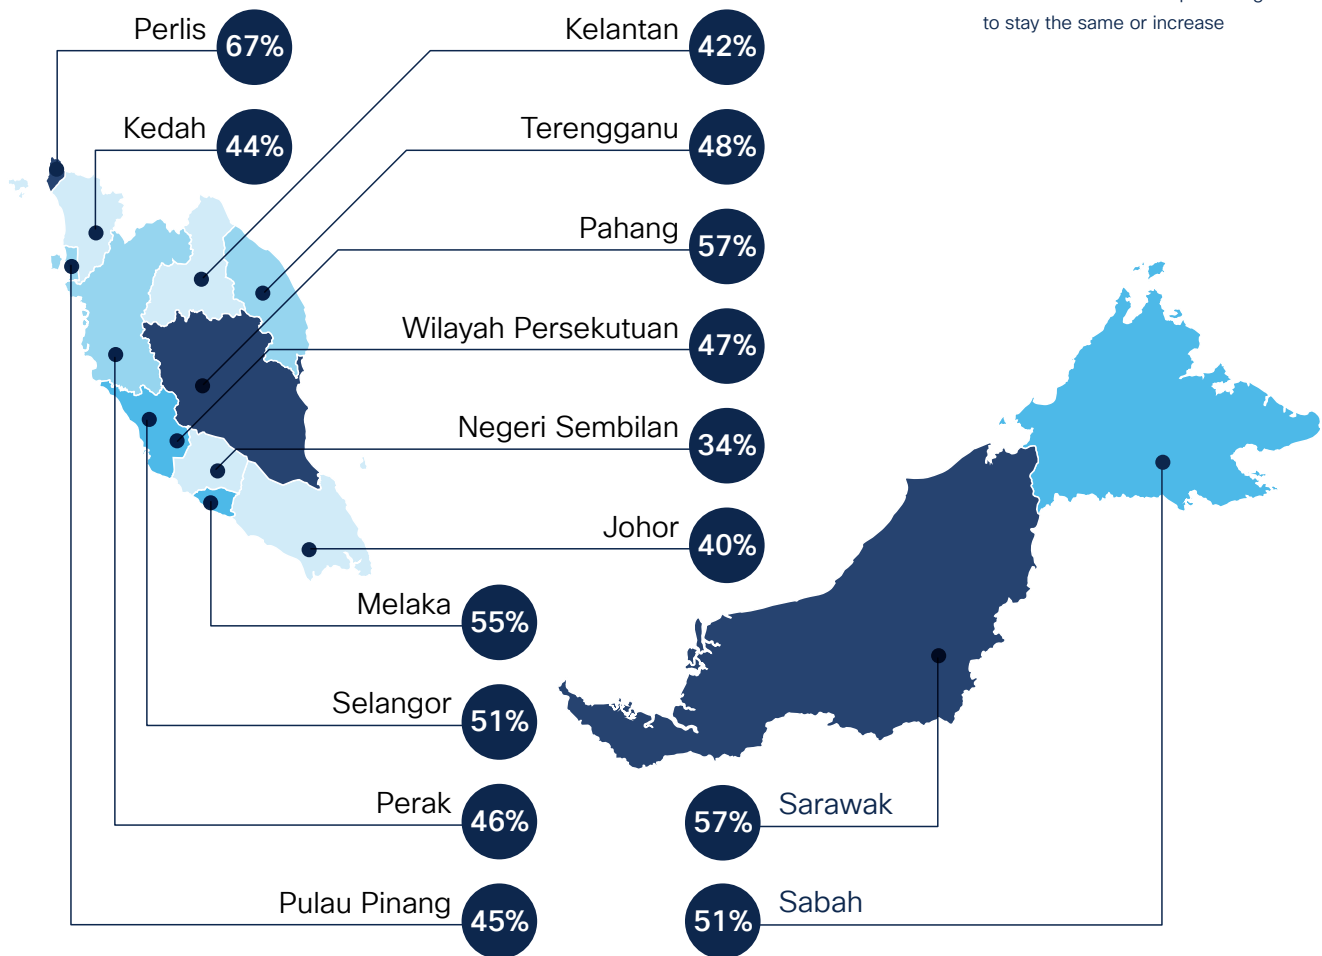 to stay the same or increase
Perlis 67%
Kelantan 42%
Kedah 44%
Terengganu 48%
Pahang 57%
Wilayah Persekutuan 47%
Negeri Sembilan 34%
Johor 40%
Melaka 55%
Selangor 51%
Perak 46%
57% Sarawak
Pulau Pinang 45%
51% Sabah